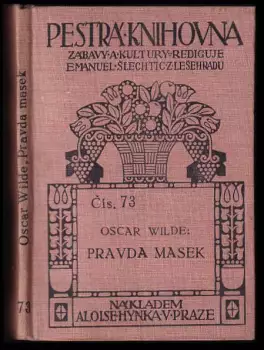 PESTRÁ KNIHOVNA
ZÁBAVY·A·KULTURY·REDIGUJE
EMANUEL·ŠLECHTIC·Z·LEŠEHRADU
Čís. 73
OSCAR WILDE:
PRAVDA MASEK
NÁKLADEM
ALOISE·HYNKA·V·PRAZE
Oscar Wilde, Pravda masek
73